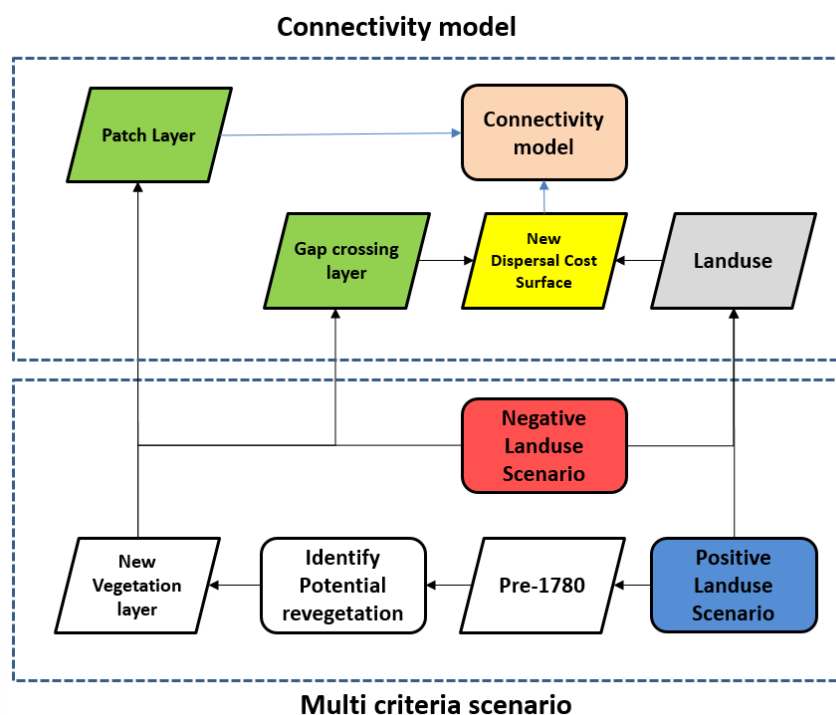 Connectivity model
Patch Layer
Connectivity
model
Gap crossing
layer
New
Dispersal Cost
Surface
Landuse
Negative
Landuse
Scenario
New
Vegetation
layer
Identify
Potential
revegetation
Pre-1780
Positive
Landuse
Scenario
Multi criteria scenario